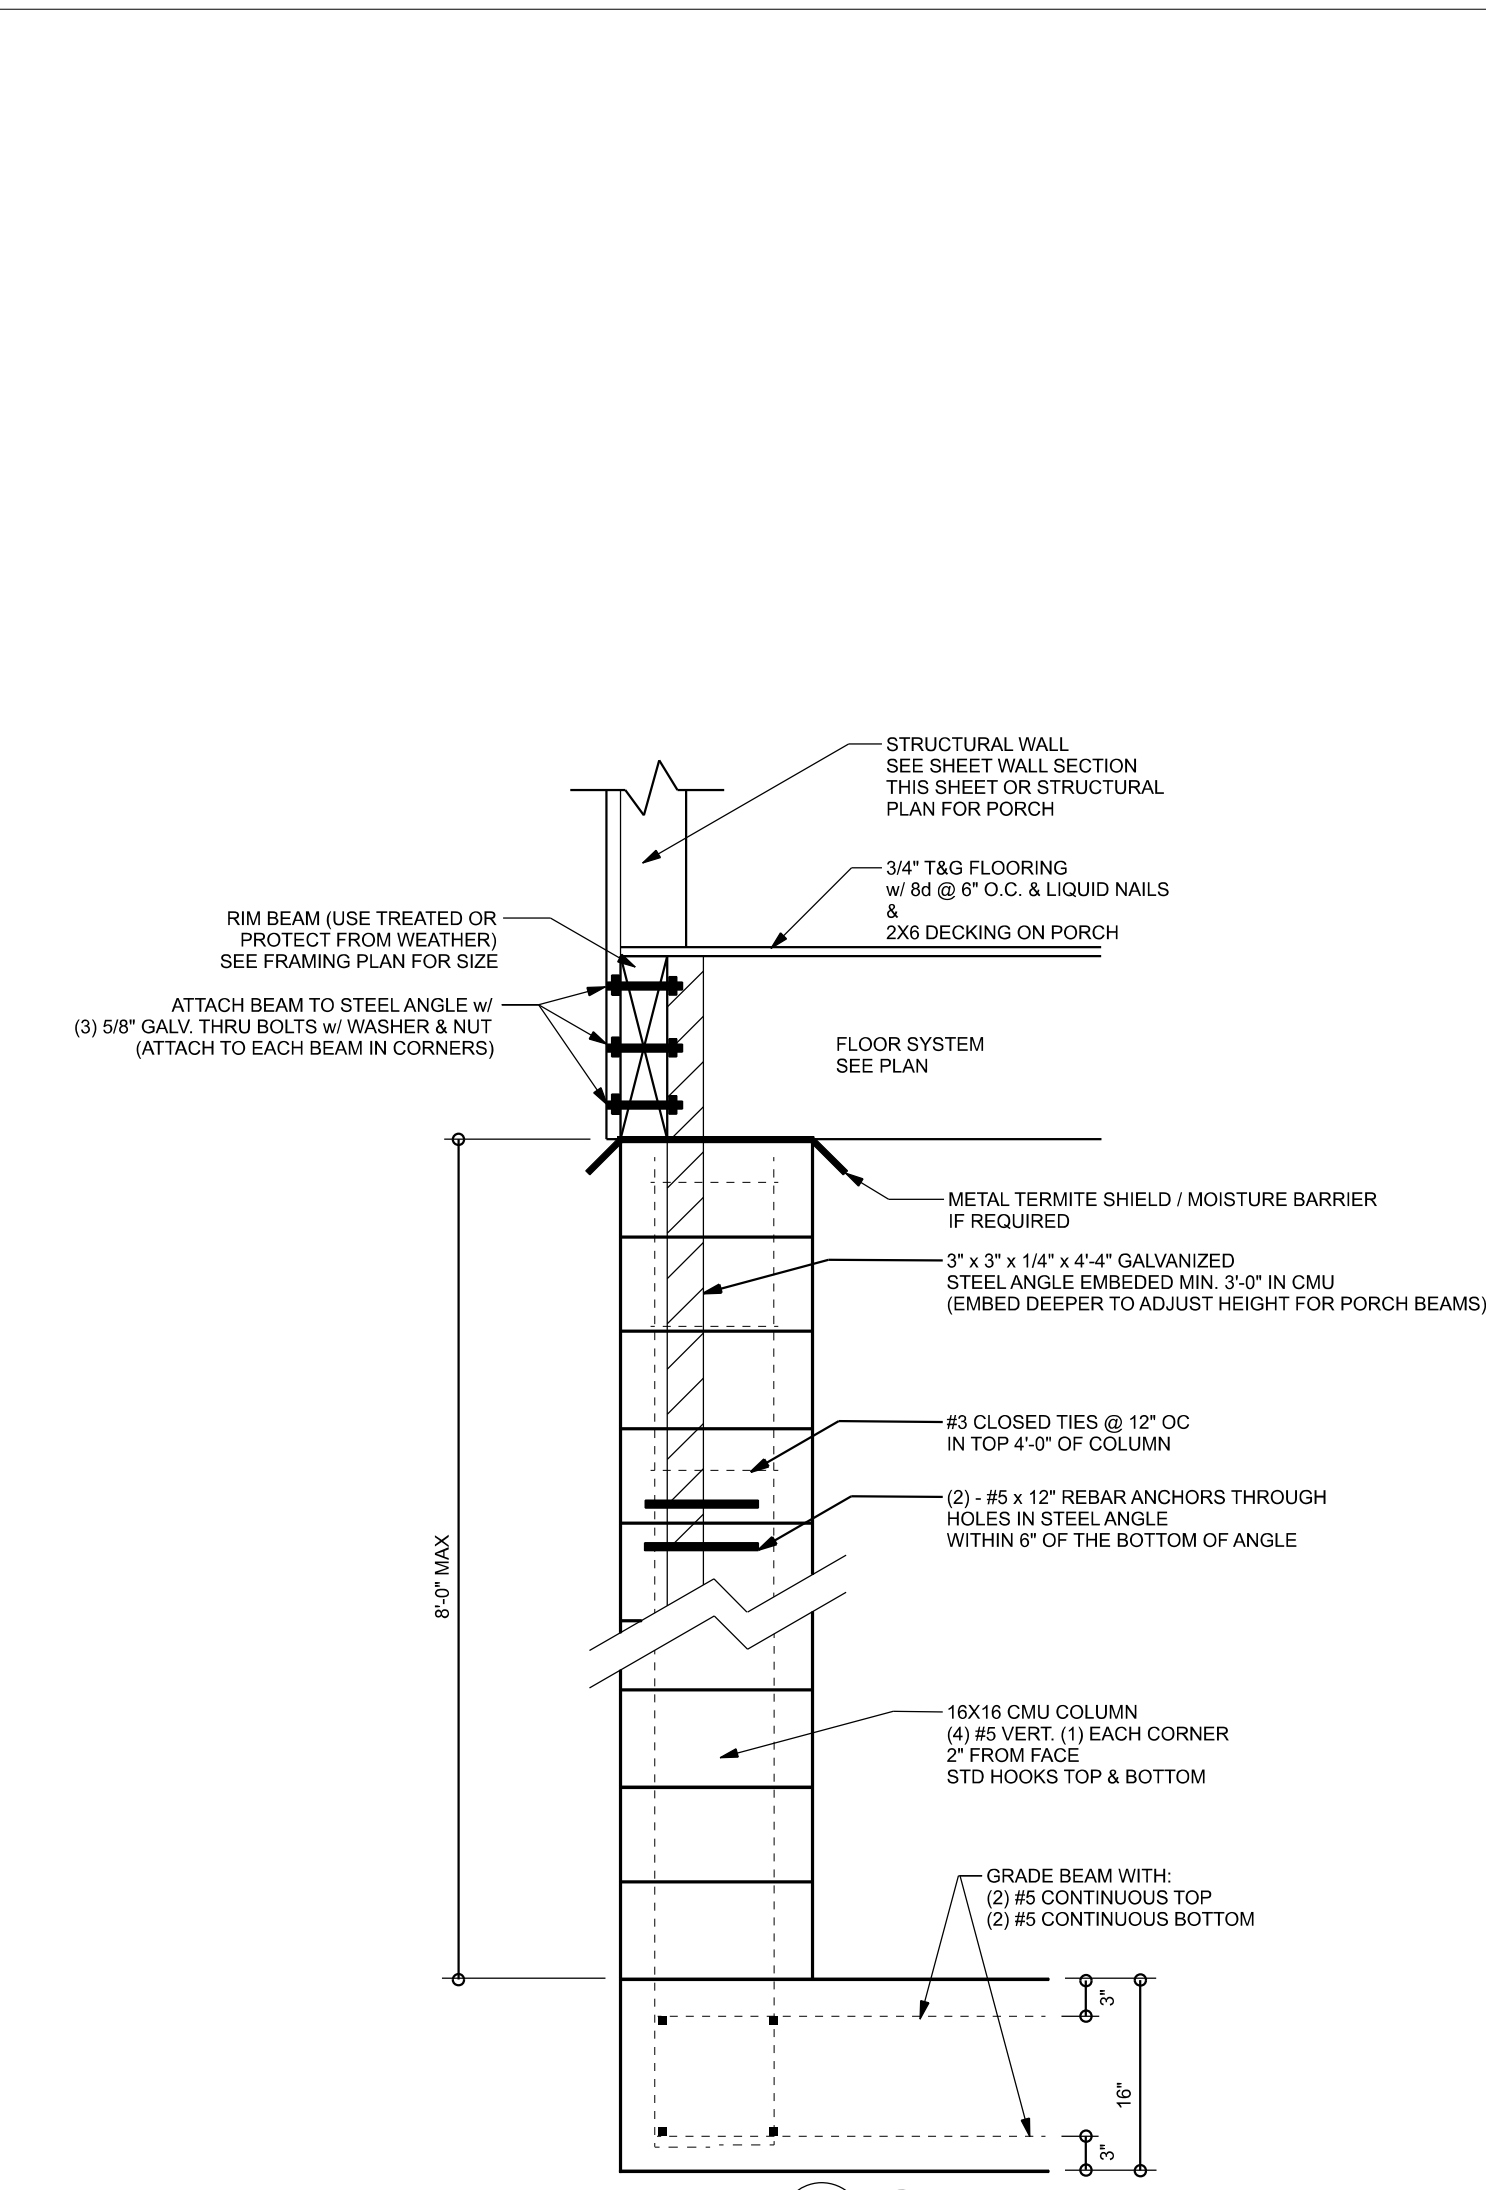 STRUCTURAL WALL
SEE SHEET WALL SECTION
THIS SHEET OR STRUCTURAL
PLAN FOR PORCH
3/4" T&G FLOORING
w/ 8d @ 6" O.C. & LIQUID NAILS
&
2X6 DECKING ON PORCH
RIM BEAM (USE TREATED OR
PROTECT FROM WEATHER)
SEE FRAMING PLAN FOR SIZE
ATTACH BEAM TO STEEL ANGLE w/
(3) 5/8" GALV. THRU BOLTS w/ WASHER & NUT
(ATTACH TO EACH BEAM IN CORNERS)
FLOOR SYSTEM
SEE PLAN
METAL TERMITE SHIELD / MOISTURE BARRIER
IF REQUIRED
3" x 3" x 1/4" x 4'-4" GALVANIZED
STEEL ANGLE EMBEDED MIN. 3'-0" IN CMU
(EMBED DEEPER TO ADJUST HEIGHT FOR PORCH BEAMS)
#3 CLOSED TIES @ 12" OC
IN TOP 4'-0" OF COLUMN
(2) - #5 x 12" REBAR ANCHORS THROUGH
HOLES IN STEEL ANGLE
WITHIN 6" OF THE BOTTOM OF ANGLE
8'-0" MAX
16X16 CMU COLUMN
(4) #5 VERT. (1) EACH CORNER
2" FROM FACE
STD HOOKS TOP & BOTTOM
GRADE BEAM WITH:
(2) #5 CONTINUOUS TOP
(2) #5 CONTINUOUS BOTTOM
3"
16"
3"